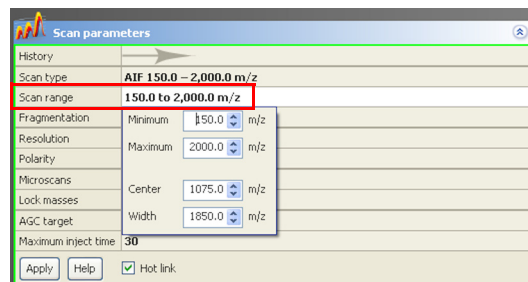 Scan parameters
History
Scan type AIF 150.0 – 2,000.0 m/z
Scan range 150.0 to 2,000.0 m/z
Fragmentation
Minimum 150.0 m/z
Resolution
Maximum 2000.0 m/z
Polarity
Microscans
Center 1075.0 m/z
Lock masses
Width 1850.0 m/z
AGC target
Maximum inject time 30
Apply Help Hot link